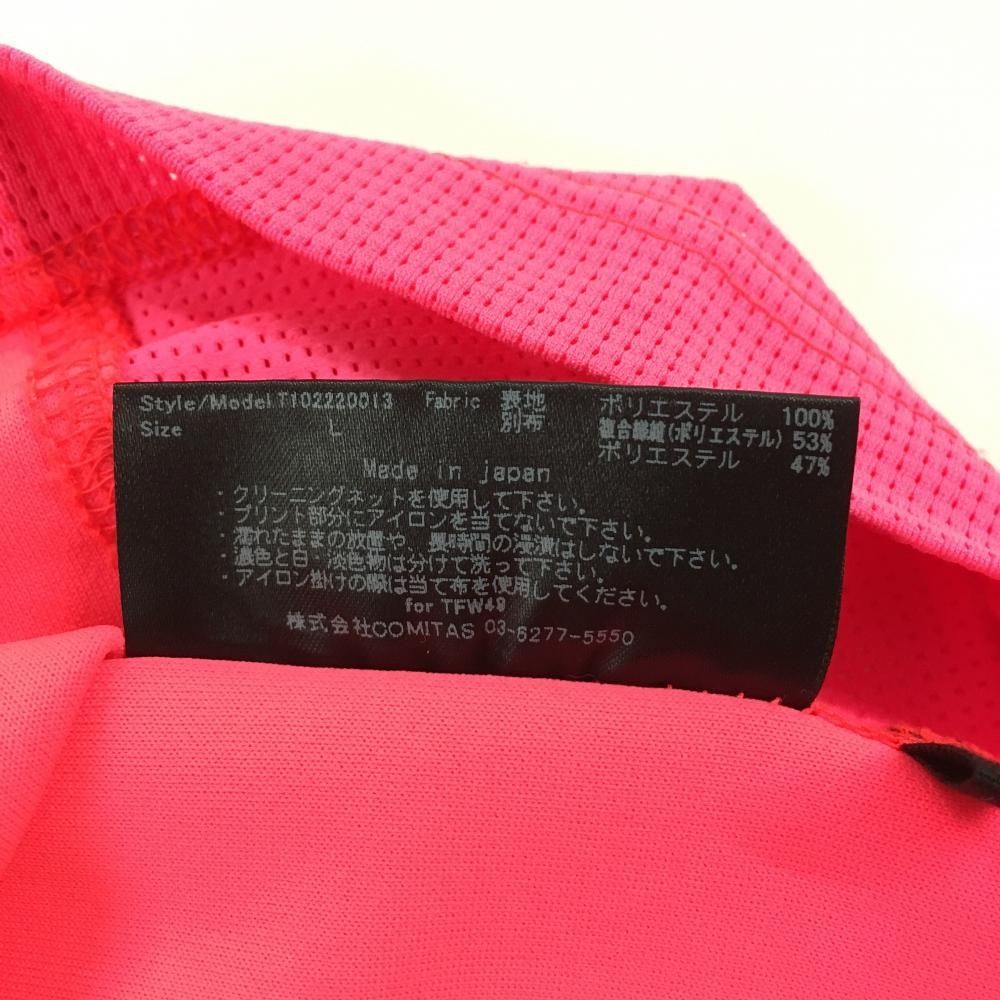 Style/Model T102220013 Fabric 表地 ポリエステル 100%
Size L 別布 複合繊維(ポリエステル) 53%
ポリエステル 47%
Made in japan
・クリーニングネットを使用して下さい。
・プリント部分にアイロンを当てないで下さい。
・濡れたままの放置や、長時間の浸漬はしないで下さい。
・濃色と白・淡色物は分けて洗って下さい。
・アイロン掛けの際は当て布を使用してください。
for TFW49
株式会社COMITAS 03-6277-5550